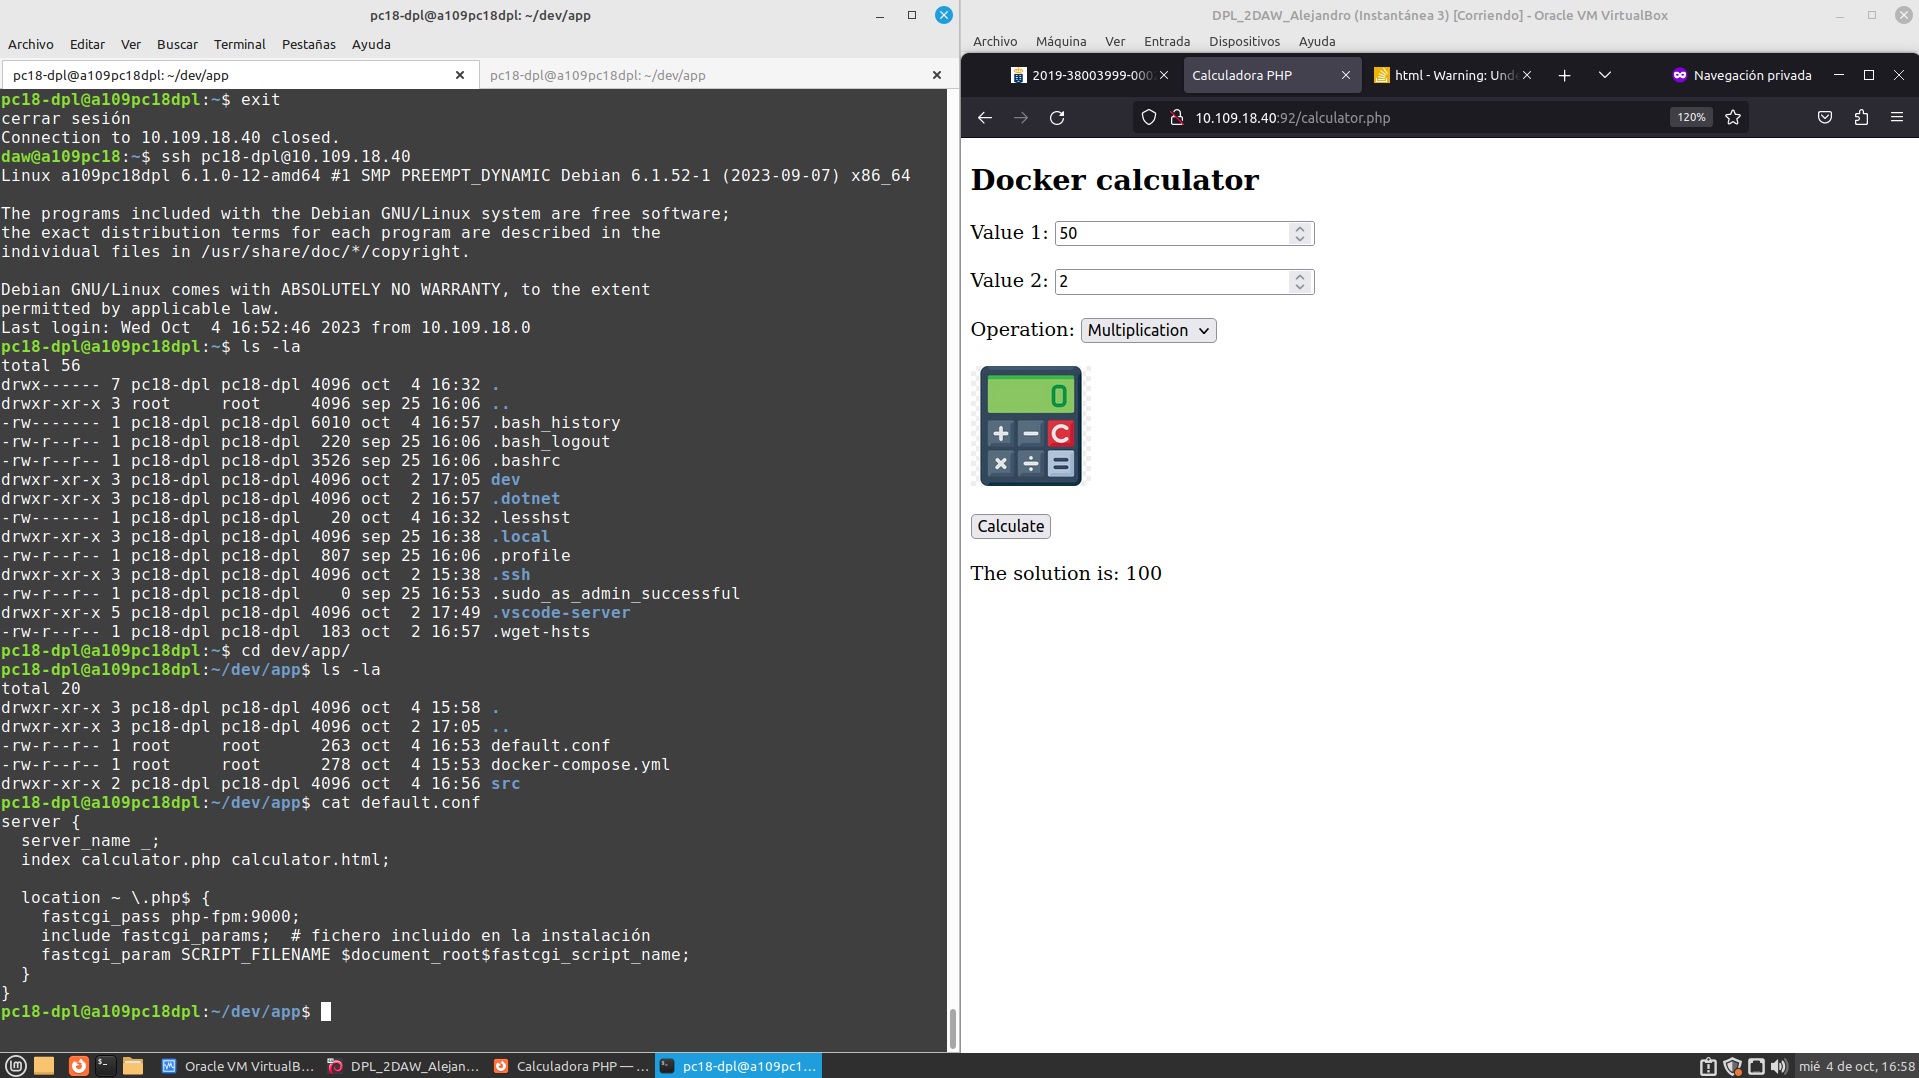 pc18-dpl@a109pc18dpl: ~/dev/app
Archivo Editar Ver Buscar Terminal Pestañas Ayuda
pc18-dpl@a109pc18dpl: ~/dev/app
pc18-dpl@a109pc18dpl: ~/dev/app
pc18-dpl@a109pc18dpl:~$ exit
cerrar sesión
Connection to 10.109.18.40 closed.
daw@a109pc18:~$ ssh pc18-dpl@10.109.18.40
Linux a109pc18dpl 6.1.0-12-amd64 #1 SMP PREEMPT_DYNAMIC Debian 6.1.52-1 (2023-09-07) x86_64
The programs included with the Debian GNU/Linux system are free software;
the exact distribution terms for each program are described in the
individual files in /usr/share/doc/*/copyright.
Debian GNU/Linux comes with ABSOLUTELY NO WARRANTY, to the extent
permitted by applicable law.
Last login: Wed Oct  4 16:52:46 2023 from 10.109.18.0
pc18-dpl@a109pc18dpl:~$ ls -la
total 56
drwx------ 7 pc18-dpl pc18-dpl 4096 oct  4 16:32 .
drwxr-xr-x 3 root     root     4096 sep 25 16:06 ..
-rw------- 1 pc18-dpl pc18-dpl 6010 oct  4 16:57 .bash_history
-rw-r--r-- 1 pc18-dpl pc18-dpl  220 sep 25 16:06 .bash_logout
-rw-r--r-- 1 pc18-dpl pc18-dpl 3526 sep 25 16:06 .bashrc
drwxr-xr-x 3 pc18-dpl pc18-dpl 4096 oct  2 17:05 dev
drwxr-xr-x 3 pc18-dpl pc18-dpl 4096 oct  2 16:57 .dotnet
-rw------- 1 pc18-dpl pc18-dpl   20 oct  4 16:32 .lesshst
drwxr-xr-x 3 pc18-dpl pc18-dpl 4096 sep 25 16:38 .local
-rw-r--r-- 1 pc18-dpl pc18-dpl  807 sep 25 16:06 .profile
drwxr-xr-x 3 pc18-dpl pc18-dpl 4096 oct  2 15:38 .ssh
-rw-r--r-- 1 pc18-dpl pc18-dpl    0 sep 25 16:53 .sudo_as_admin_successful
drwxr-xr-x 5 pc18-dpl pc18-dpl 4096 oct  2 17:49 .vscode-server
-rw-r--r-- 1 pc18-dpl pc18-dpl  183 oct  2 16:57 .wget-hsts
pc18-dpl@a109pc18dpl:~$ cd dev/app/
pc18-dpl@a109pc18dpl:~/dev/app$ ls -la
total 20
drwxr-xr-x 3 pc18-dpl pc18-dpl 4096 oct  4 15:58 .
drwxr-xr-x 3 pc18-dpl pc18-dpl 4096 oct  2 17:05 ..
-rw-r--r-- 1 root     root      263 oct  4 16:53 default.conf
-rw-r--r-- 1 root     root      278 oct  4 15:53 docker-compose.yml
drwxr-xr-x 2 pc18-dpl pc18-dpl 4096 oct  4 16:56 src
pc18-dpl@a109pc18dpl:~/dev/app$ cat default.conf
server {
  server_name _;
  index calculator.php calculator.html;
  location ~ \.php$ {
    fastcgi_pass php-fpm:9000;
    include fastcgi_params;  # fichero incluido en la instalación
    fastcgi_param SCRIPT_FILENAME $document_root$fastcgi_script_name;
  }
}
pc18-dpl@a109pc18dpl:~/dev/app$
DPL_2DAW_Alejandro (Instantánea 3) [Corriendo] - Oracle VM VirtualBox
Archivo Máquina Ver Entrada Dispositivos Ayuda
2019-38003999-000
Calculadora PHP
html - Warning: Und
Navegación privada
10.109.18.40:92/calculator.php
120%
Docker calculator
Value 1: 50
Value 2: 2
Operation: Multiplication
0
+ − C
× ÷ =
Calculate
The solution is: 100
Oracle VM VirtualB...
DPL_2DAW_Alejan...
Calculadora PHP — ...
pc18-dpl@a109pc1...
mié 4 de oct, 16:58